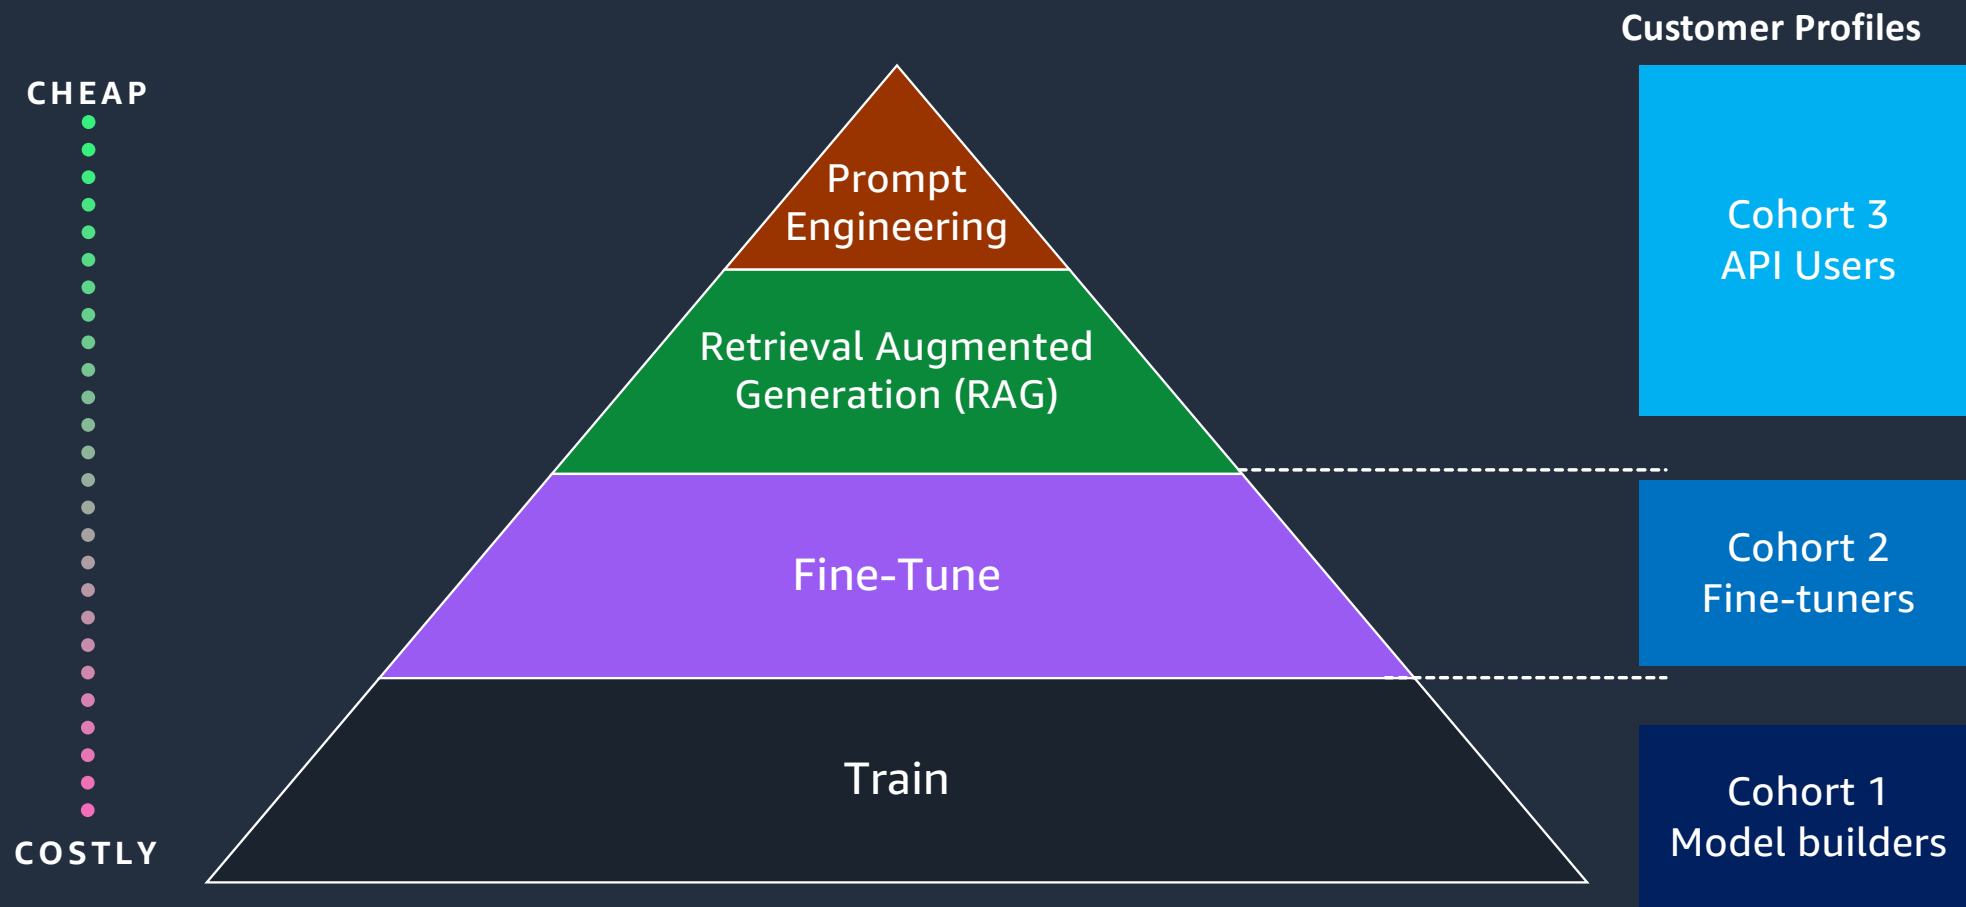 Customer Profiles
CHEAP
Prompt
Engineering
Retrieval Augmented
Generation (RAG)
Fine-Tune
Train
COSTLY
Cohort 3
API Users
Cohort 2
Fine-tuners
Cohort 1
Model builders